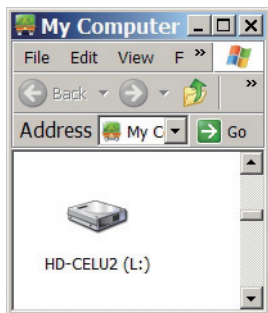 My Computer
File Edit View F »
Back »
Address My C Go
HD-CELU2 (L:)